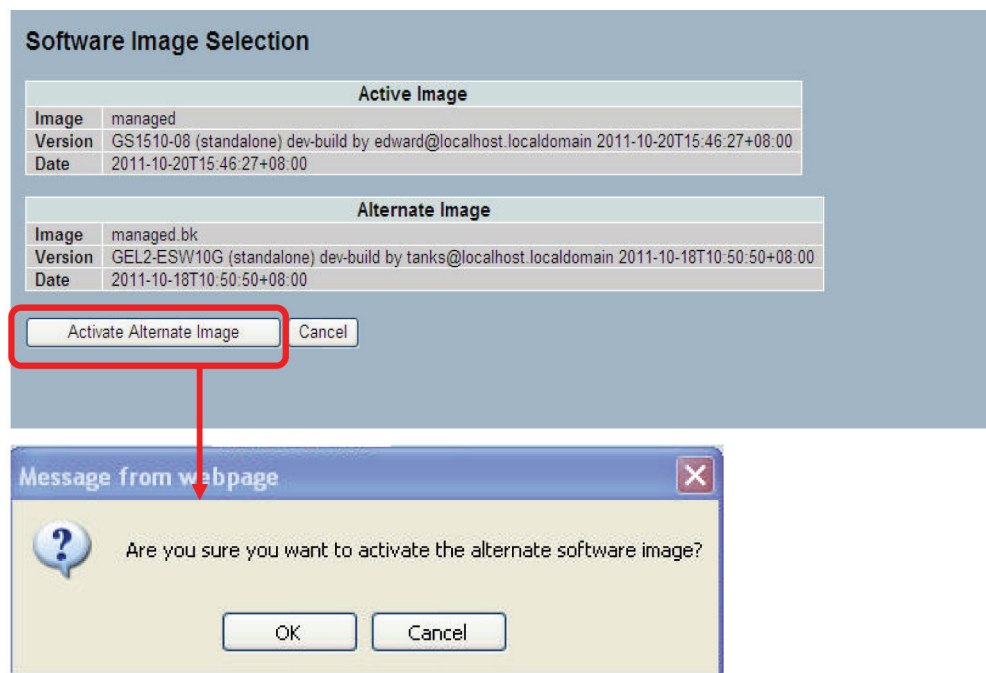 Software Image Selection
Active Image
Image managed
Version GS1510-08 (standalone) dev-build by edward@localhost.localdomain 2011-10-20T15:46:27+08:00
Date 2011-10-20T15:46:27+08:00
Alternate Image
Image managed.bk
Version GEL2-ESW10G (standalone) dev-build by tanks@localhost.localdomain 2011-10-18T10:50:50+08:00
Date 2011-10-18T10:50:50+08:00
Activate Alternate Image Cancel
Message from webpage
Are you sure you want to activate the alternate software image?
OK Cancel